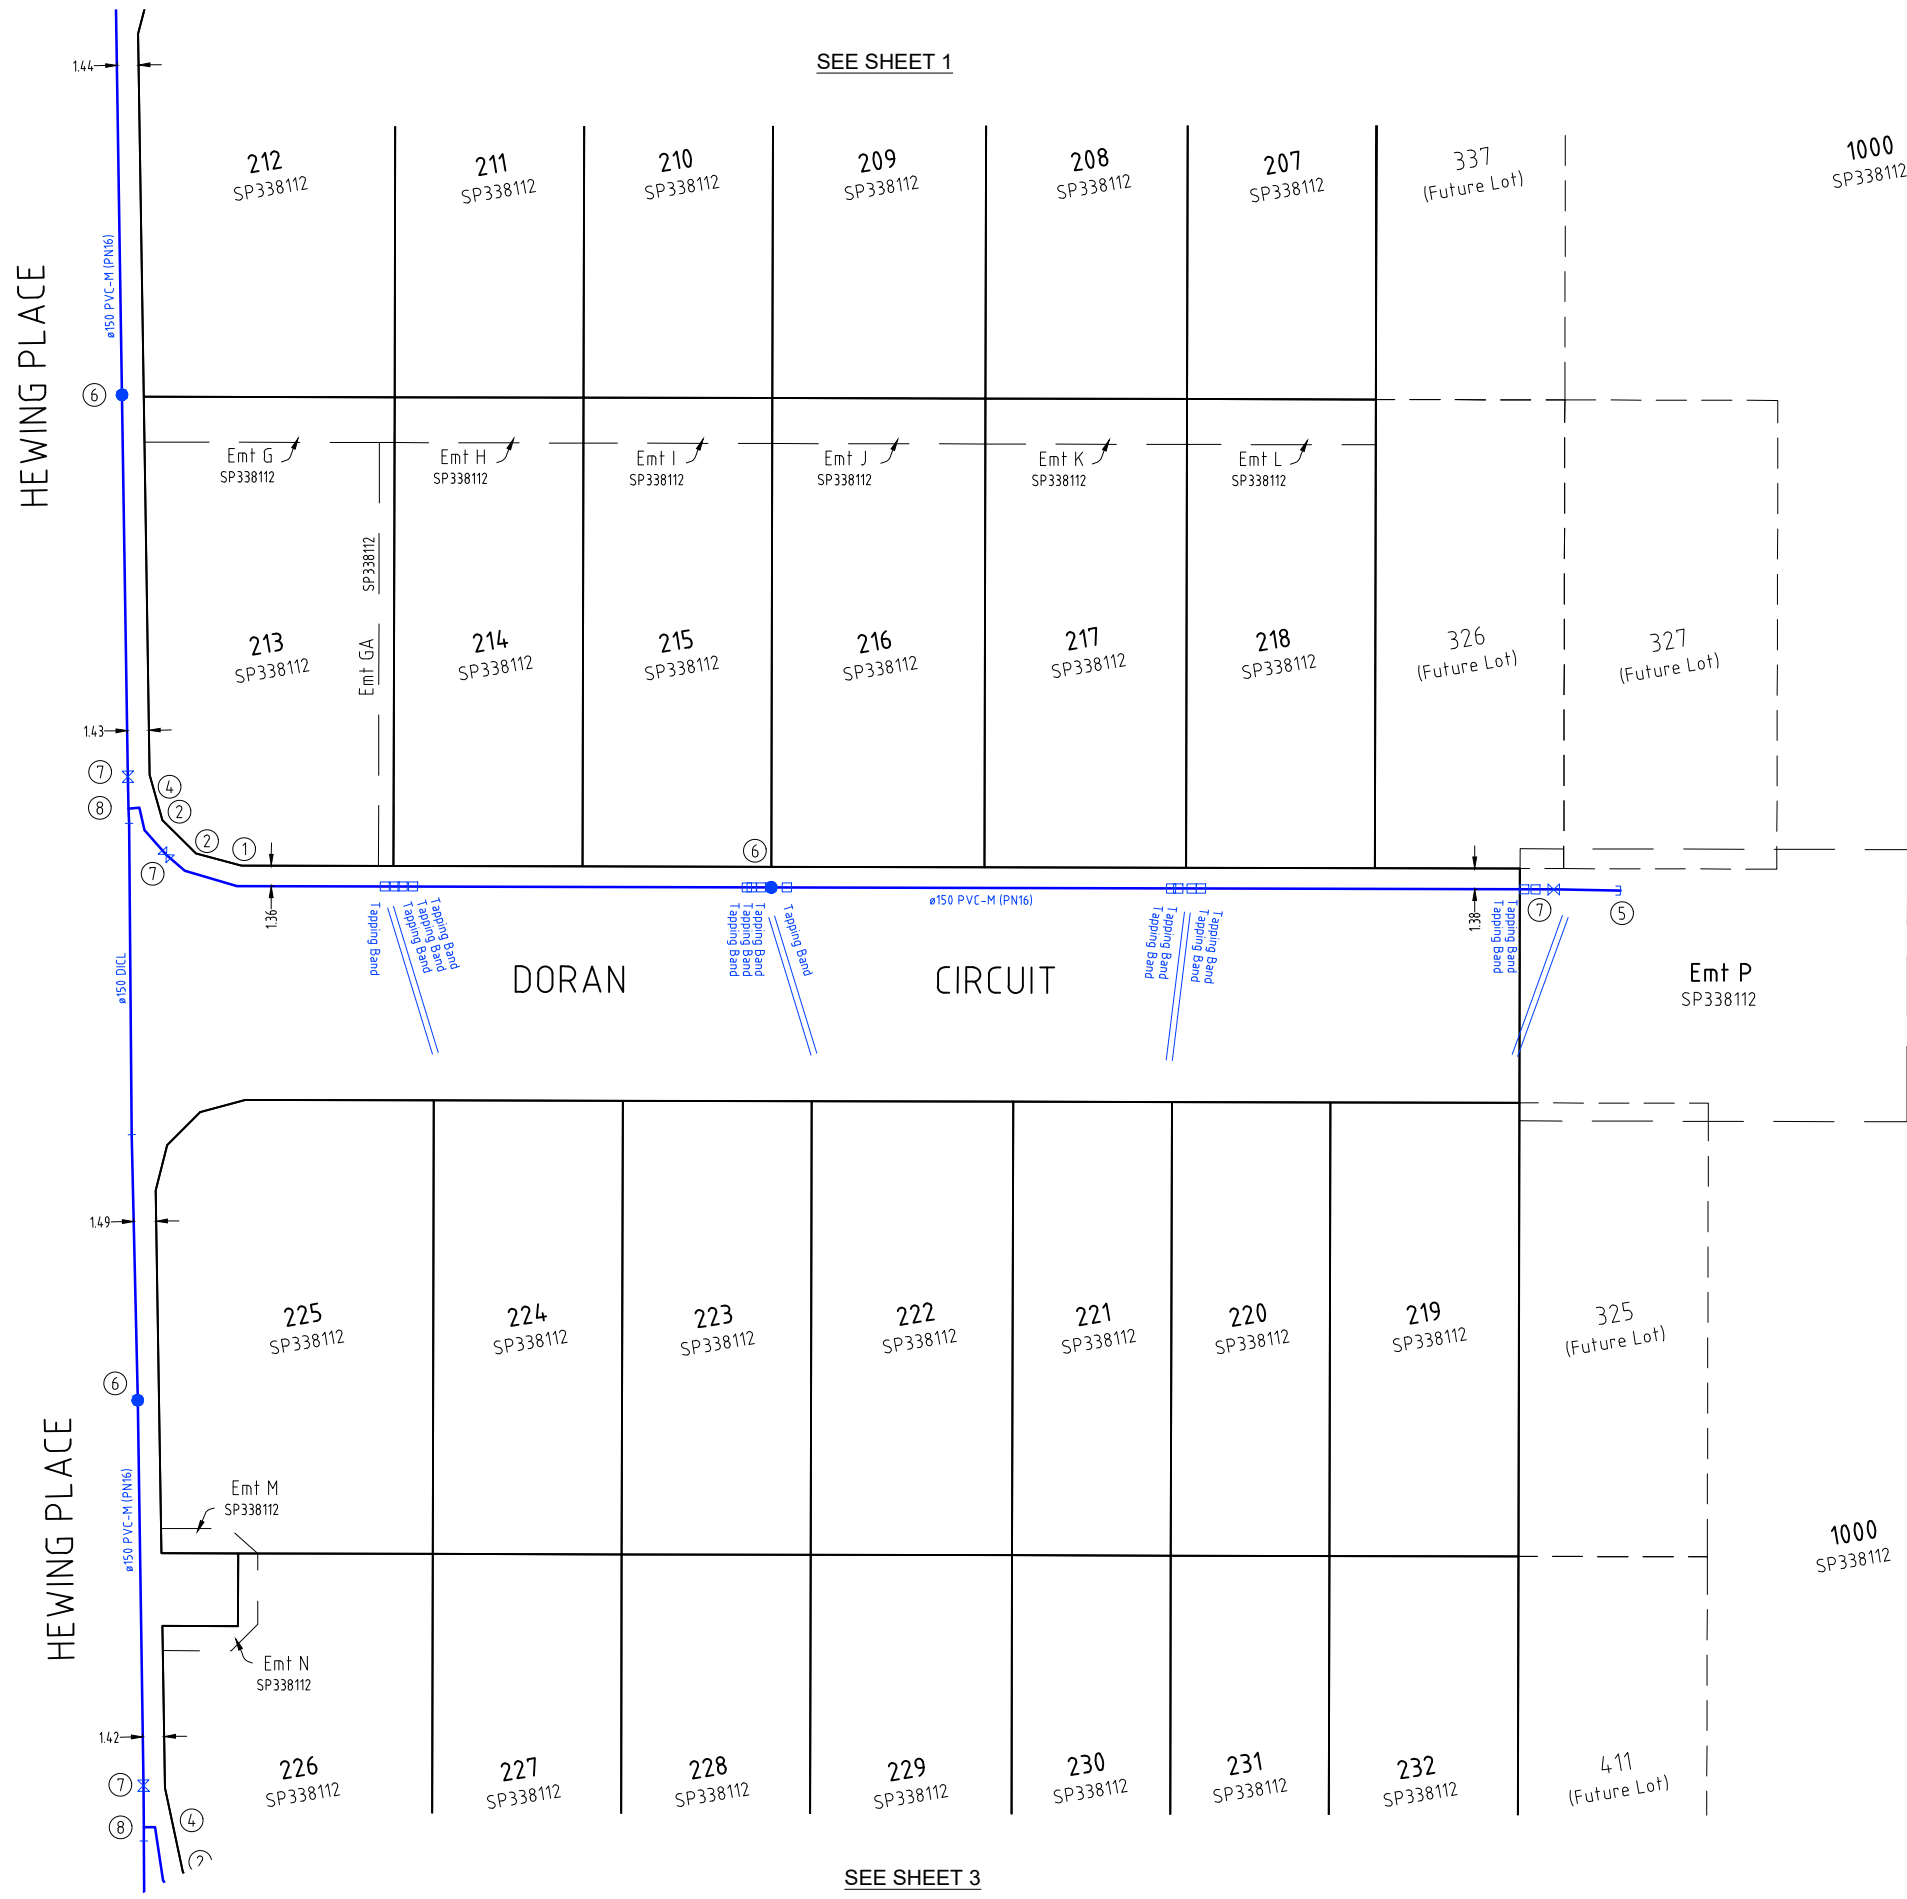 SEE SHEET 1
1.44
212
SP338112
211
SP338112
210
SP338112
209
SP338112
208
SP338112
207
SP338112
337
(Future Lot)
1000
SP338112
ø150 PVC-M (PN16)
HEWING PLACE
6
Emt G
SP338112
Emt H
SP338112
Emt I
SP338112
Emt J
SP338112
Emt K
SP338112
Emt L
SP338112
Emt GA
SP338112
213
SP338112
214
SP338112
215
SP338112
216
SP338112
217
SP338112
218
SP338112
326
(Future Lot)
327
(Future Lot)
1.43
7
8
4
2
2
1
7
6
1.36
ø150 PVC-M (PN16)
1.38
7
5
Tapping Band
Tapping Band
Tapping Band
Tapping Band
Tapping Band
Tapping Band
Tapping Band
Tapping Band
Tapping Band
Tapping Band
Tapping Band
Tapping Band
Tapping Band
Tapping Band
ø150 DICL
DORAN CIRCUIT
Emt P
SP338112
1.49
225
SP338112
224
SP338112
223
SP338112
222
SP338112
221
SP338112
220
SP338112
219
SP338112
325
(Future Lot)
6
HEWING PLACE
ø150 PVC-M (PN16)
Emt M
SP338112
1000
SP338112
Emt N
SP338112
1.42
226
SP338112
227
SP338112
228
SP338112
229
SP338112
230
SP338112
231
SP338112
232
SP338112
411
(Future Lot)
7
8
4
2
SEE SHEET 3